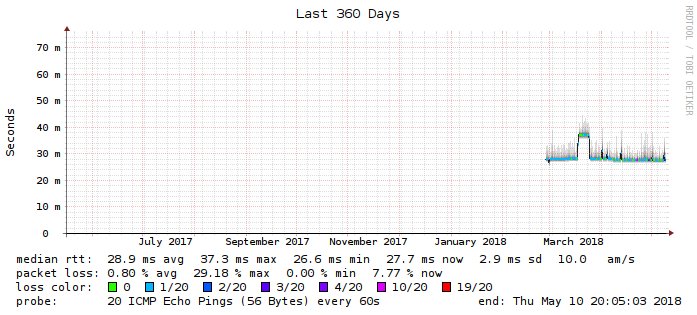 Last 360 Days
RRDTOOL / TOBI OETIKER
Seconds
70 m
60 m
50 m
40 m
30 m
20 m
10 m
0
July 2017 September 2017 November 2017 January 2018 March 2018
median rtt: 28.9 ms avg 37.3 ms max 26.6 ms min 27.7 ms now 2.9 ms sd 10.0 am/s
packet loss: 0.80 % avg 29.18 % max 0.00 % min 7.77 % now
loss color: 0 1/20 2/20 3/20 4/20 10/20 19/20
probe: 20 ICMP Echo Pings (56 Bytes) every 60s end: Thu May 10 20:05:03 2018